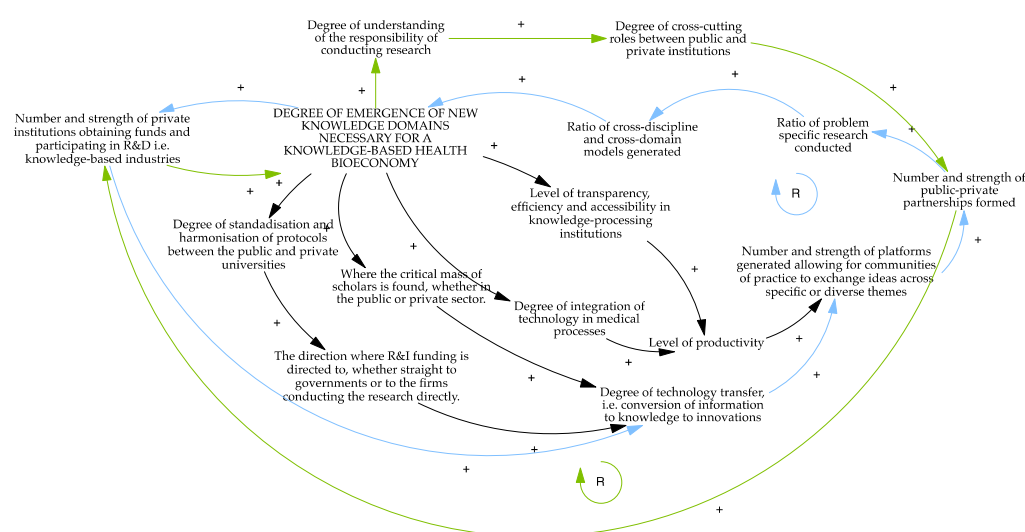 Degree of understanding
of the responsibility of
conducting research
+
Degree of cross-cutting
roles between public and
private institutions
+
+
+
+
+
Number and strength of private
institutions obtaining funds and
participating in R&D i.e.
knowledge-based industries
DEGREE OF EMERGENCE OF NEW
KNOWLEDGE DOMAINS
NECESSARY FOR A
KNOWLEDGE-BASED HEALTH
BIOECONOMY
Ratio of cross-discipline
and cross-domain
models generated
Ratio of problem
specific research
conducted
+
+
Number and strength of
public-private
partnerships formed
+
+
Level of transparency,
efficiency and accessibility in
knowledge-processing
institutions
R
Degree of standadisation and
harmonisation of protocols
between the public and private
universities
+
+
+
+
Number and strength of platforms
generated allowing for communities
of practice to exchange ideas across
specific or diverse themes
Where the critical mass of
scholars is found, whether in
the public or private sector.
Degree of integration of
technology in medical
processes
+
+
Level of productivity
The direction where R&I funding is
directed to, whether straight to
governments or to the firms
conducting the research directly.
+
+
+
Degree of technology transfer,
i.e. conversion of information
to knowledge to innovations
+
+
R
+